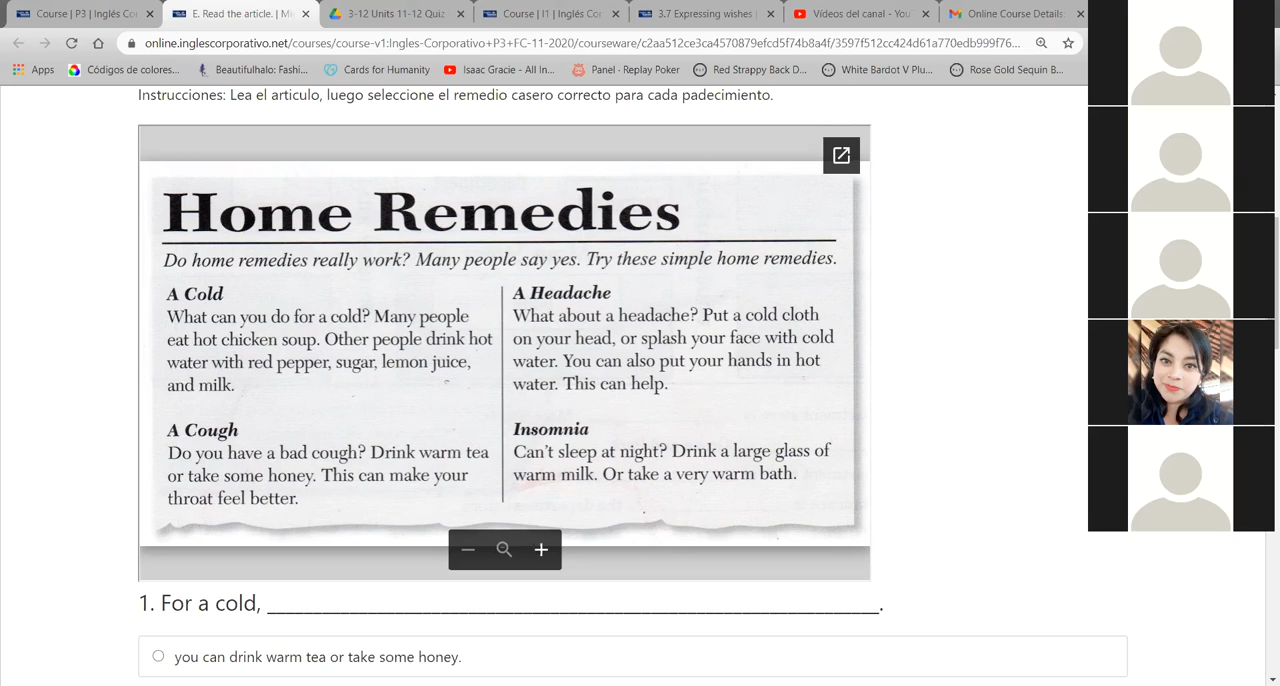 Course | P3 | Inglés Co
E. Read the article. | Mi
3-12 Units 11-12 Quiz
Course | I1 | Inglés Co
3.7 Expressing wishes |
Vídeos del canal - You
Online Course Details:
online.inglescorporativo.net/courses/course-v1:Ingles-Corporativo+P3+FC-11-2020/courseware/c2aa512ce3ca4570879efcd5f74b8a4f/3597f512cc424d61a770edb999f76...
Apps
Códigos de colores...
Beautifulhalo: Fashi...
Cards for Humanity
Isaac Gracie - All In...
Panel · Replay Poker
Red Strappy Back D...
White Bardot V Plu...
Rose Gold Sequin B...
Instrucciones: Lea el articulo, luego seleccione el remedio casero correcto para cada padecimiento.
Home Remedies
Do home remedies really work? Many people say yes. Try these simple home remedies.
A Cold
What can you do for a cold? Many people
eat hot chicken soup. Other people drink hot
water with red pepper, sugar, lemon juice,
and milk.
A Cough
Do you have a bad cough? Drink warm tea
or take some honey. This can make your
throat feel better.
A Headache
What about a headache? Put a cold cloth
on your head, or splash your face with cold
water. You can also put your hands in hot
water. This can help.
Insomnia
Can't sleep at night? Drink a large glass of
warm milk. Or take a very warm bath.
1. For a cold, ______________________________________________.
you can drink warm tea or take some honey.